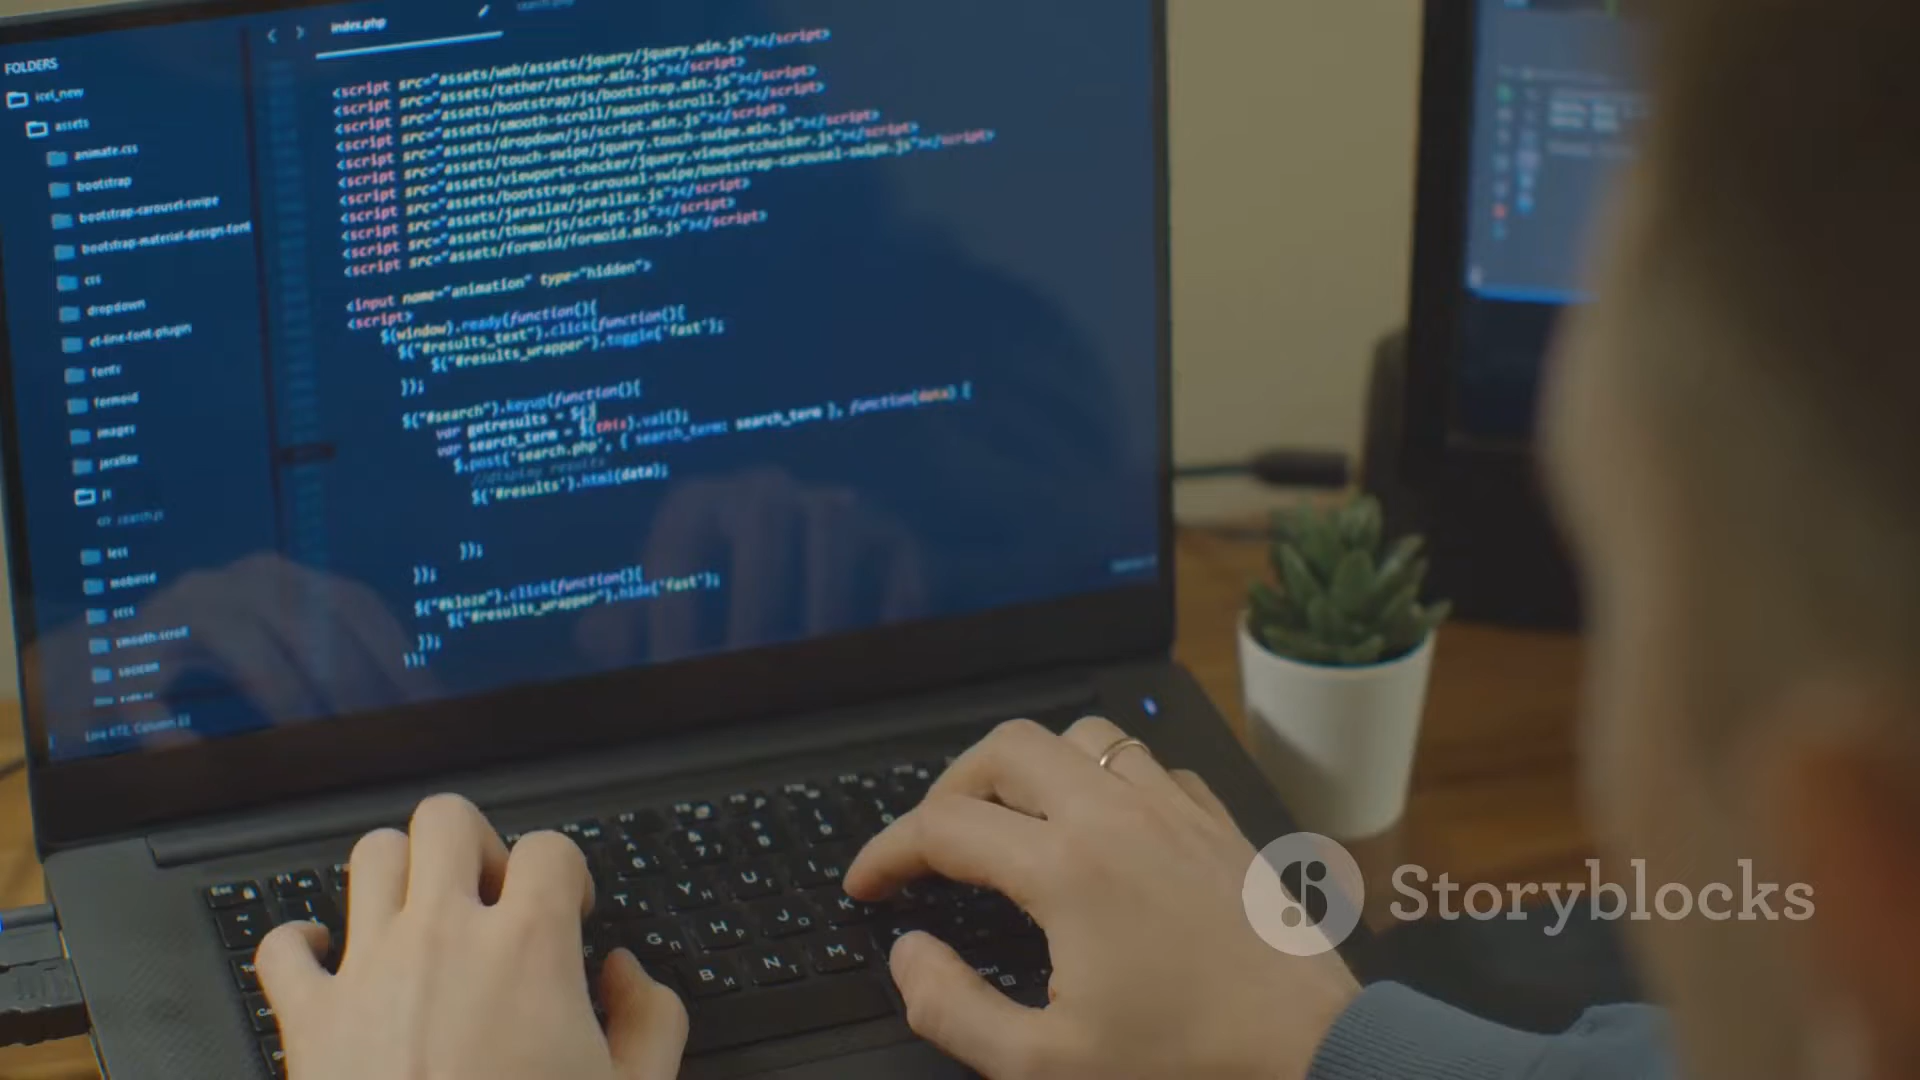 index.php
FOLDERS
icel_new
assets
animate.css
bootstrap
bootstrap-carousel-swipe
bootstrap-material-design-font
css
dropdown
et-line-font-plugin
fonts
formoid
images
jarallax
search.js
less
mobirise
smooth-scroll
socicon
<script src="assets/web/assets/jquery/jquery.min.js"></script>
<script src="assets/tether/tether.min.js"></script>
<script src="assets/bootstrap/js/bootstrap.min.js"></script>
<script src="assets/smooth-scroll/smooth-scroll.js"></script>
<script src="assets/dropdown/js/script.min.js"></script>
<script src="assets/touch-swipe/jquery.touch-swipe.min.js"></script>
<script src="assets/viewport-checker/jquery.viewportchecker.js"></script>
<script src="assets/bootstrap-carousel-swipe/bootstrap-carousel-swipe.js"></script>
<script src="assets/jarallax/jarallax.js"></script>
<script src="assets/theme/js/script.js"></script>
<script src="assets/formoid/formoid.min.js"></script>
<input name="animation" type="hidden">
<script>
$(window).ready(function(){
$("#results_text").click(function(){
$("#results_wrapper").toggle('fast');
});
$("#search").keyup(function(){
var getresults = $()
var search_term = $(this).val();
$.post('search.php', { search_term: search_term }, function(data) {
//display results
$('#results').html(data);
});
});
$("#kloze").click(function(){
$("#results_wrapper").hide('fast');
});
});
Storyblocks